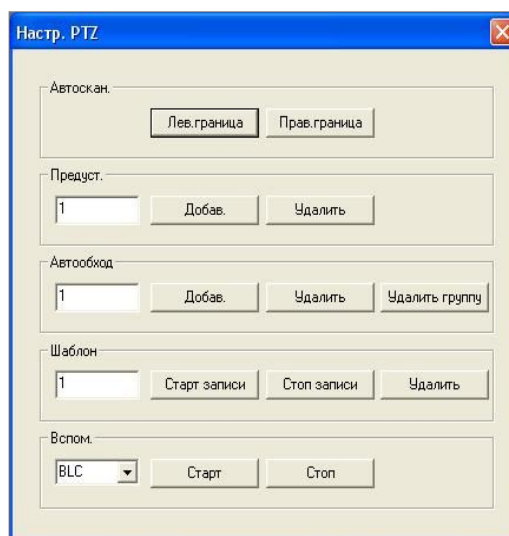 Настр. PTZ
Автоскан.
Лев.граница Прав.граница
Предуст.
1 Добав. Удалить
Автообход
1 Добав. Удалить Удалить группу
Шаблон
1 Старт записи Стоп записи Удалить
Вспом.
BLC Старт Стоп